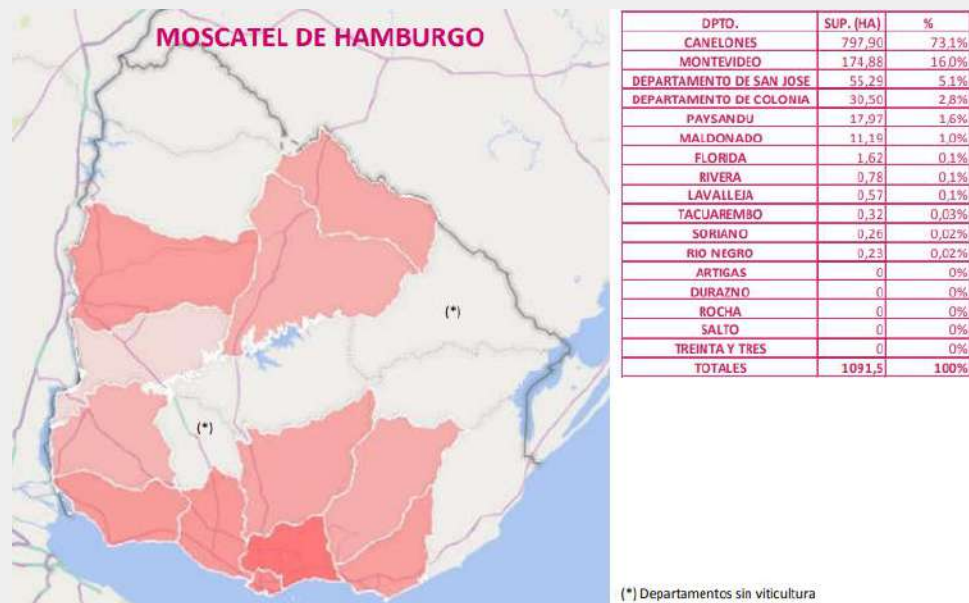 MOSCATEL DE HAMBURGO
(*)
(*)
DPTO. SUP. (HA) %
CANELONES 797,90 73,1%
MONTEVIDEO 174,88 16,0%
DEPARTAMENTO DE SAN JOSE 55,29 5,1%
DEPARTAMENTO DE COLONIA 30,50 2,8%
PAYSANDU 17,97 1,6%
MALDONADO 11,19 1,0%
FLORIDA 1,62 0,1%
RIVERA 0,78 0,1%
LAVALLEJA 0,57 0,1%
TACUAREMBO 0,32 0,03%
SORIANO 0,26 0,02%
RIO NEGRO 0,23 0,02%
ARTIGAS 0 0%
DURAZNO 0 0%
ROCHA 0 0%
SALTO 0 0%
TREINTA Y TRES 0 0%
TOTALES 1091,5 100%
(*) Departamentos sin viticultura